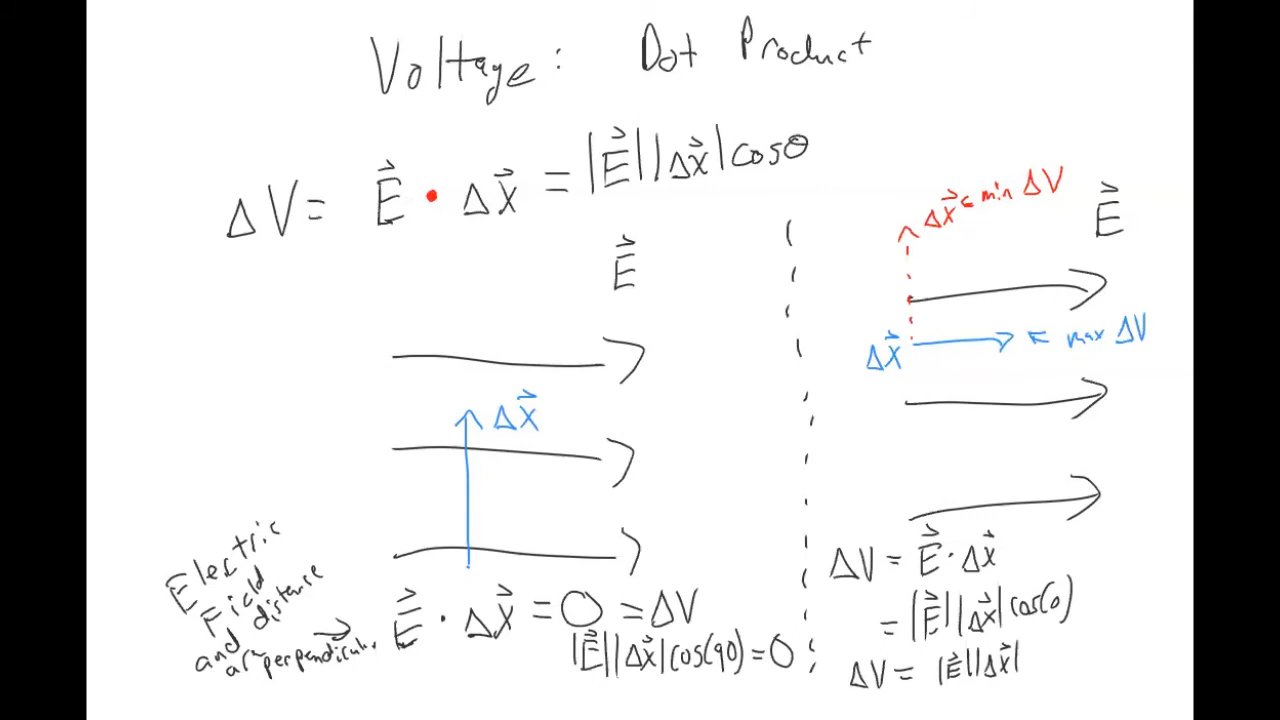 Voltage: Dot Product
ΔV = E⃗ • Δx⃗ = |E⃗||Δx⃗|cosθ
E⃗
Δx⃗
Electric
Field
and distance
are perpendicular
E⃗ · Δx⃗ = 0 = ΔV
|E⃗||Δx⃗|cos(90) = 0
Δx⃗ ← min ΔV
E⃗
Δx⃗
← max ΔV
ΔV = E⃗ · Δx⃗
= |E⃗||Δx⃗|cos(0)
ΔV = |E⃗||Δx⃗|